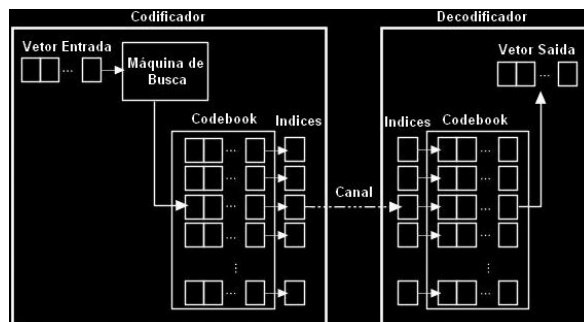 Codificador
Decodificador
Vetor Entrada
...
Máquina de
Busca
Codebook
Indices
...
...
...
...
...
...
Canal
Vetor Saida
...
Indices
Codebook
...
...
...
...
...
...